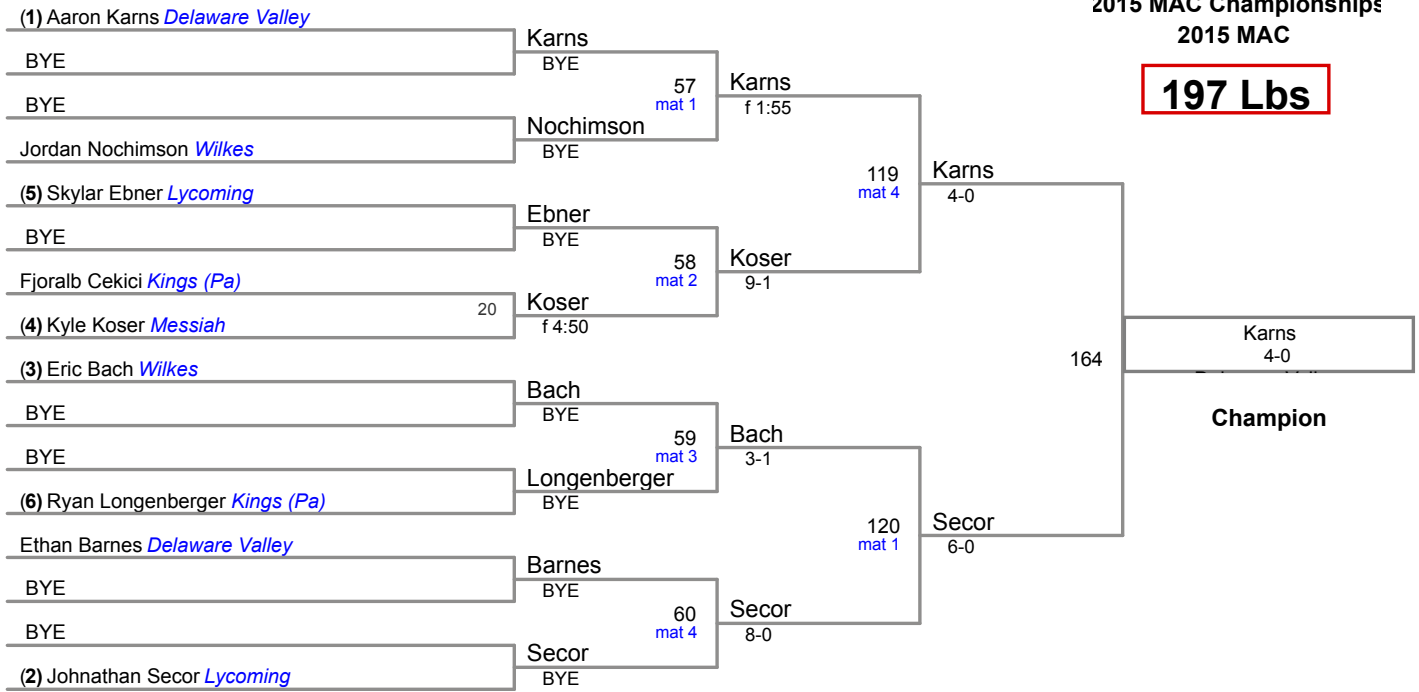 2015 MAC Championships
2015 MAC
197 Lbs
(1) Aaron Karns Delaware Valley
BYE
BYE
Jordan Nochimson Wilkes
(5) Skylar Ebner Lycoming
BYE
Fjoralb Cekici Kings (Pa)
(4) Kyle Koser Messiah
(3) Eric Bach Wilkes
BYE
BYE
(6) Ryan Longenberger Kings (Pa)
Ethan Barnes Delaware Valley
BYE
BYE
(2) Johnathan Secor Lycoming
20
Karns
BYE
Nochimson
BYE
Ebner
BYE
Koser
f 4:50
Bach
BYE
Longenberger
BYE
Barnes
BYE
Secor
BYE
57
mat 1
58
mat 2
59
mat 3
60
mat 4
Karns
f 1:55
Koser
9-1
Bach
3-1
Secor
8-0
119
mat 4
120
mat 1
Karns
4-0
Secor
6-0
164
Karns
4-0
Champion